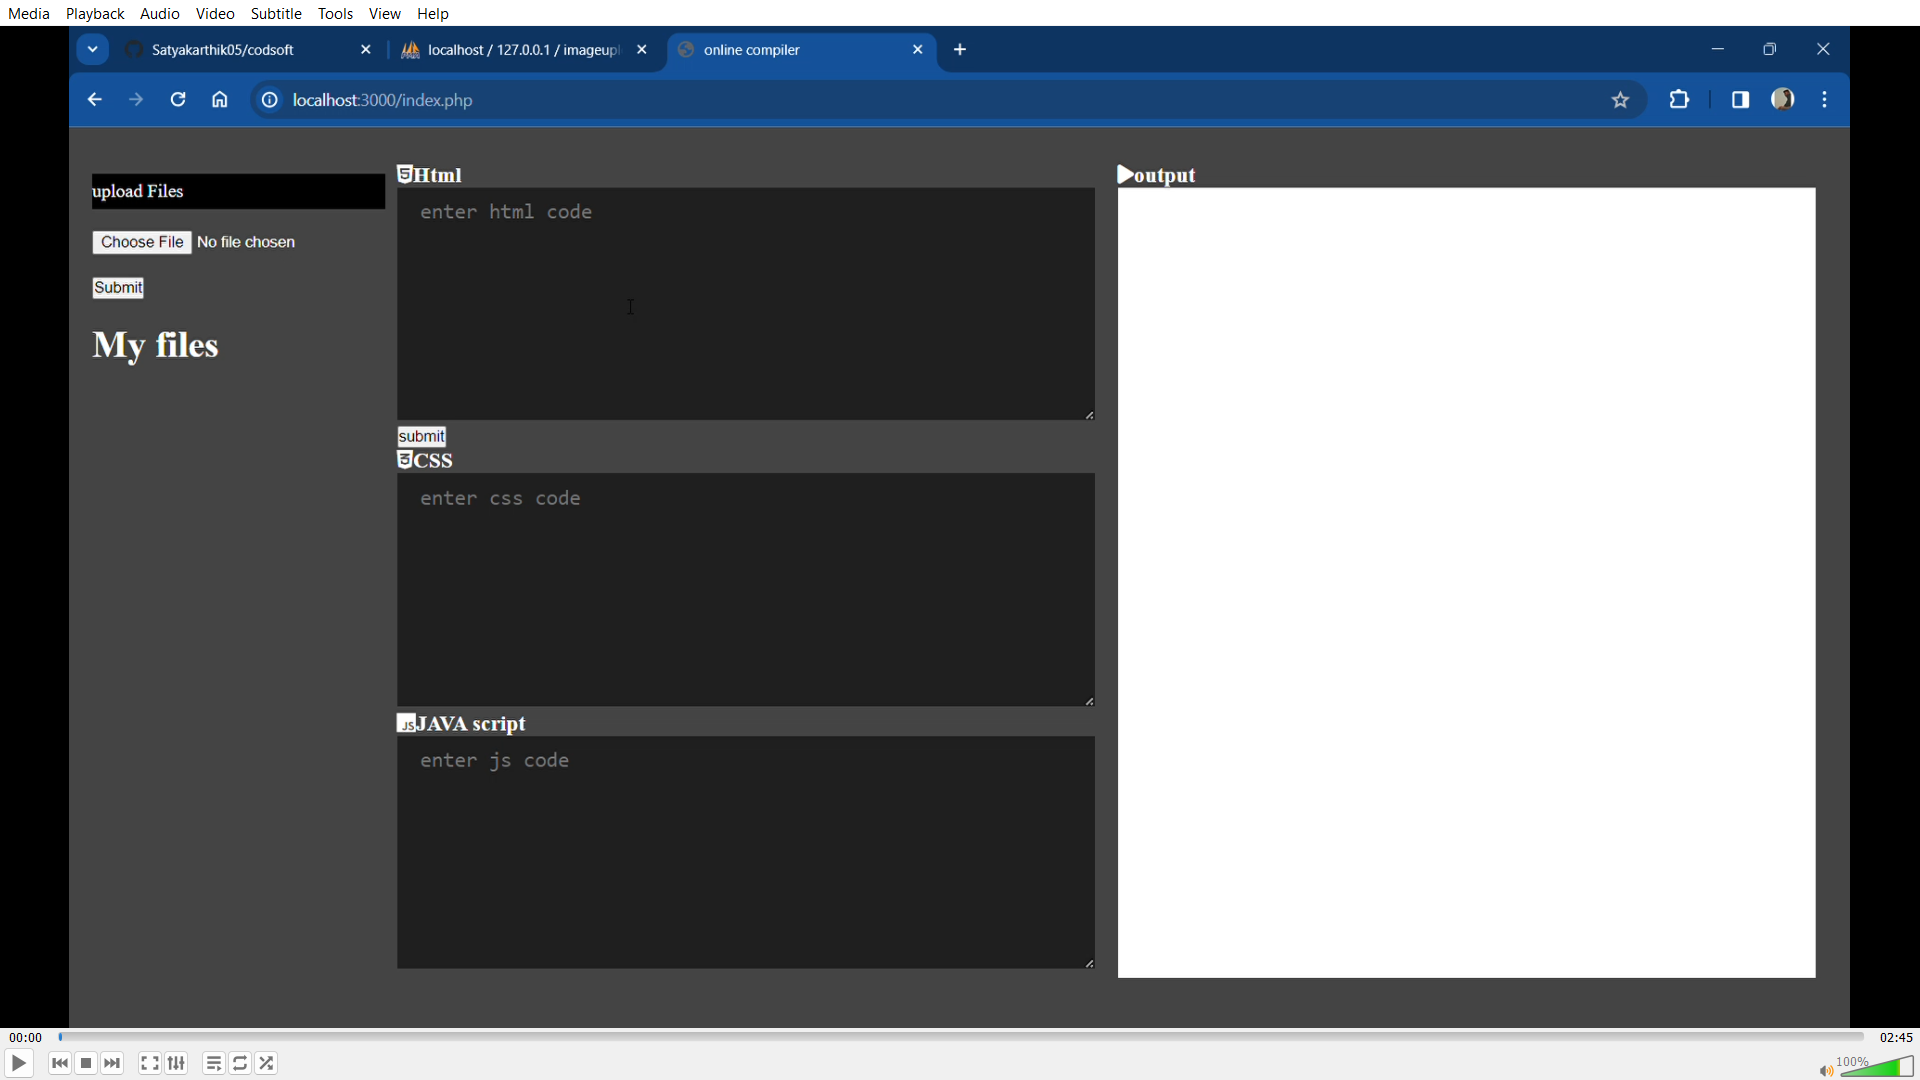 Media Playback Audio Video Subtitle Tools View Help
Satyakarthik05/codsoft localhost / 127.0.0.1 / imageupl online compiler
localhost:3000/index.php
upload Files
Choose File No file chosen
Submit
My files
Html
enter html code
submit
CSS
enter css code
JS JAVA script
enter js code
output
00:00 02:45
100%